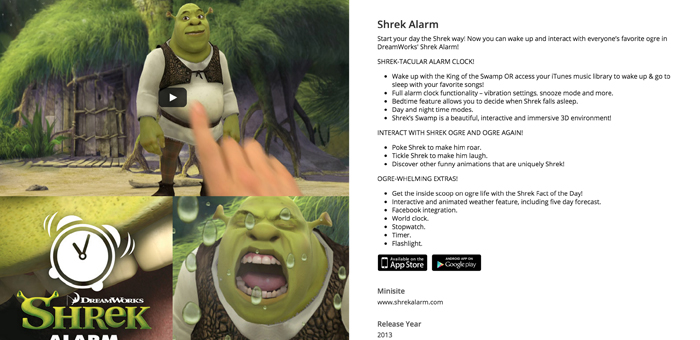 DREAMWORKS
SHREK
ALARM
Shrek Alarm
Start your day the Shrek way! Now you can wake up and interact with everyone's favorite ogre in
DreamWorks' Shrek Alarm!
SHREK-TACULAR ALARM CLOCK!
• Wake up with the King of the Swamp OR access your iTunes music library to wake up & go to
sleep with your favorite songs!
• Full alarm clock functionality – vibration settings, snooze mode and more.
• Bedtime feature allows you to decide when Shrek falls asleep.
• Day and night time modes.
• Shrek's Swamp is a beautiful, interactive and immersive 3D environment!
INTERACT WITH SHREK OGRE AND OGRE AGAIN!
• Poke Shrek to make him roar.
• Tickle Shrek to make him laugh.
• Discover other funny animations that are uniquely Shrek!
OGRE-WHELMING EXTRAS!
• Get the inside scoop on ogre life with the Shrek Fact of the Day!
• Interactive and animated weather feature, including five day forecast.
• Facebook integration.
• World clock.
• Stopwatch.
• Timer.
• Flashlight.
Available on the
App Store
ANDROID APP ON
Google play
Minisite
www.shrekalarm.com
Release Year
2013